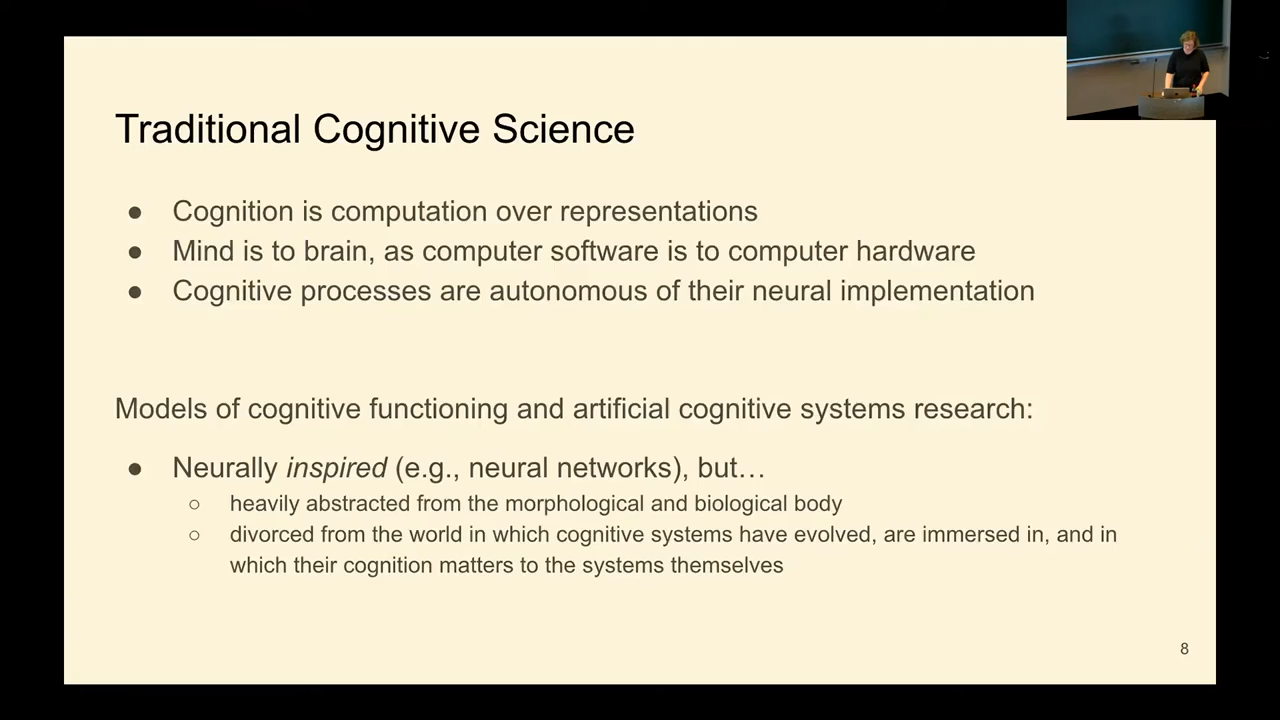 Traditional Cognitive Science
● Cognition is computation over representations
● Mind is to brain, as computer software is to computer hardware
● Cognitive processes are autonomous of their neural implementation
Models of cognitive functioning and artificial cognitive systems research:
● Neurally inspired (e.g., neural networks), but…
○ heavily abstracted from the morphological and biological body
○ divorced from the world in which cognitive systems have evolved, are immersed in, and in
which their cognition matters to the systems themselves
8